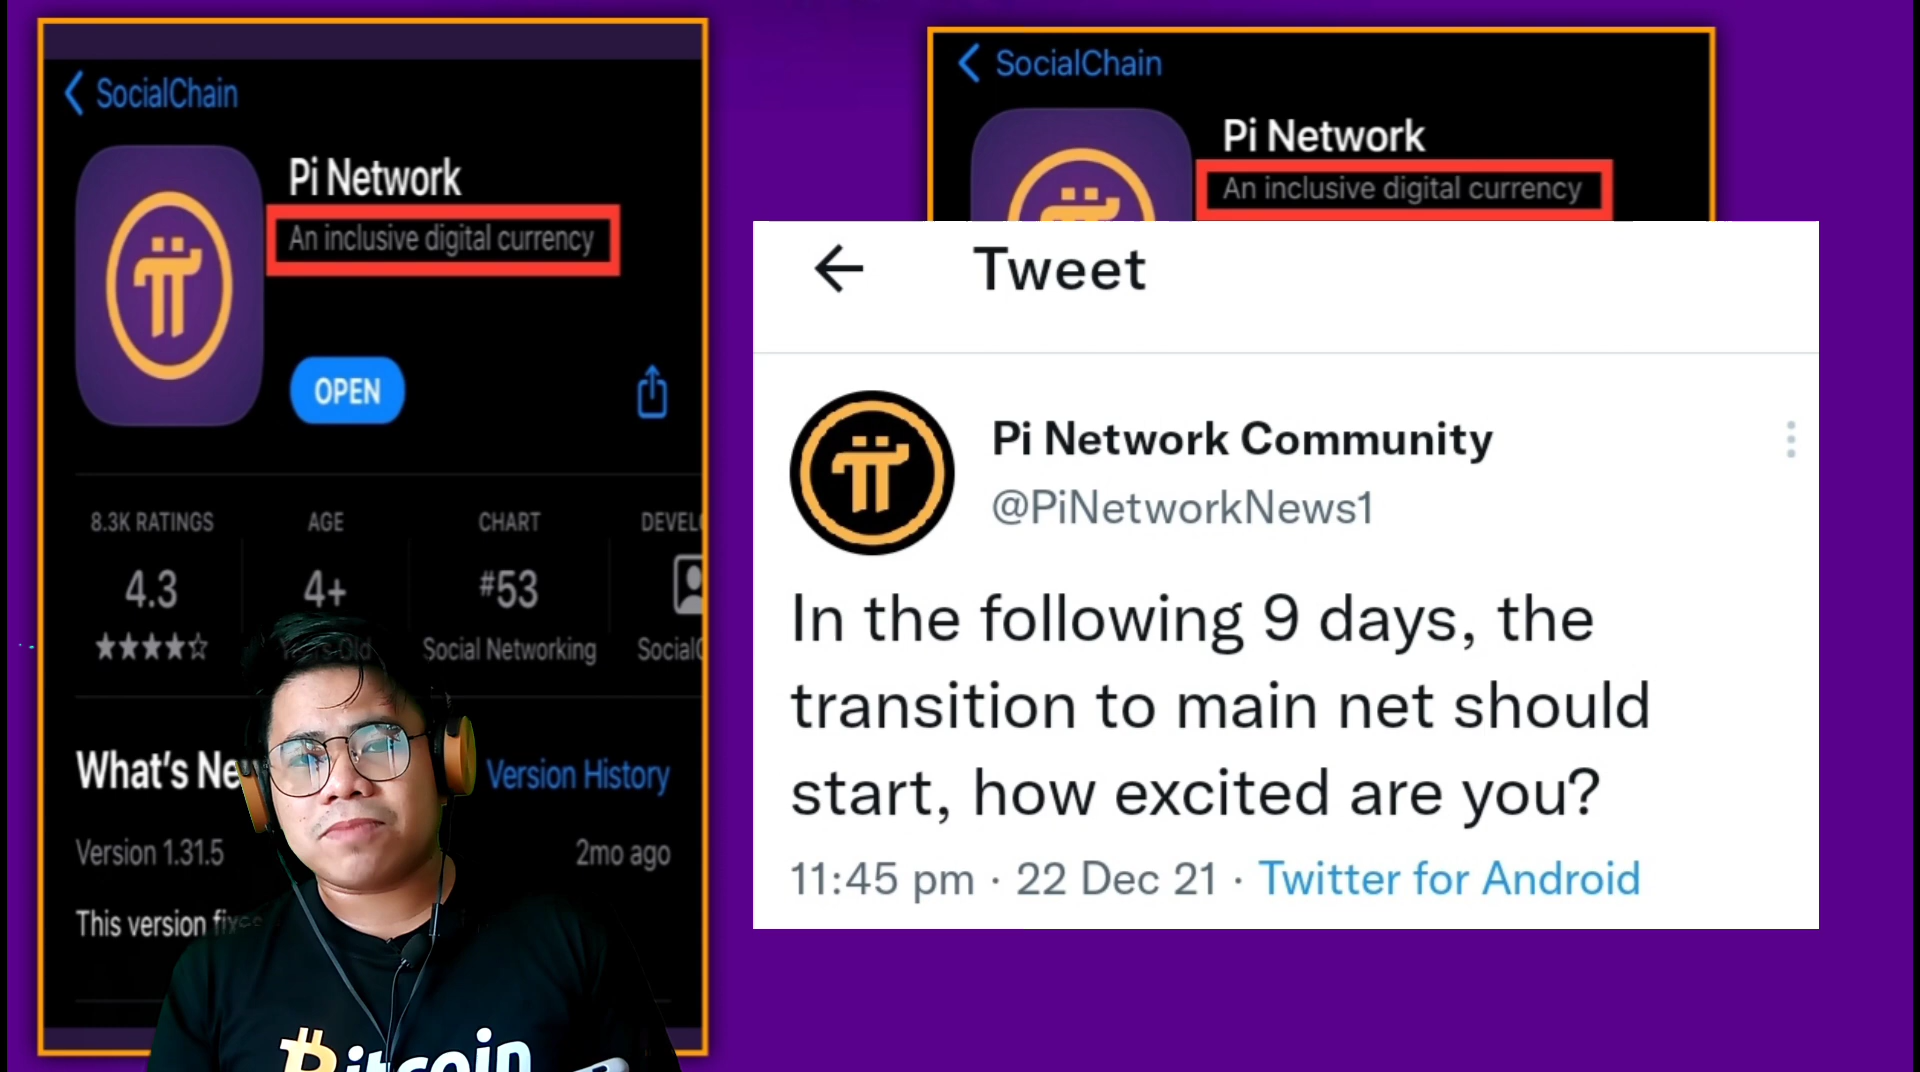 SocialChain
Pi Network
An inclusive digital currency
OPEN
8.3K RATINGS
4.3
AGE
4+
CHART
#53
Social Networking
What's
Version History
Version 1.31.5
2mo ago
This version
Bitcoin
SocialChain
Pi Network
An inclusive digital currency
Tweet
Pi Network Community
@PiNetworkNews1
In the following 9 days, the
transition to main net should
start, how excited are you?
11:45 pm · 22 Dec 21 · Twitter for Android